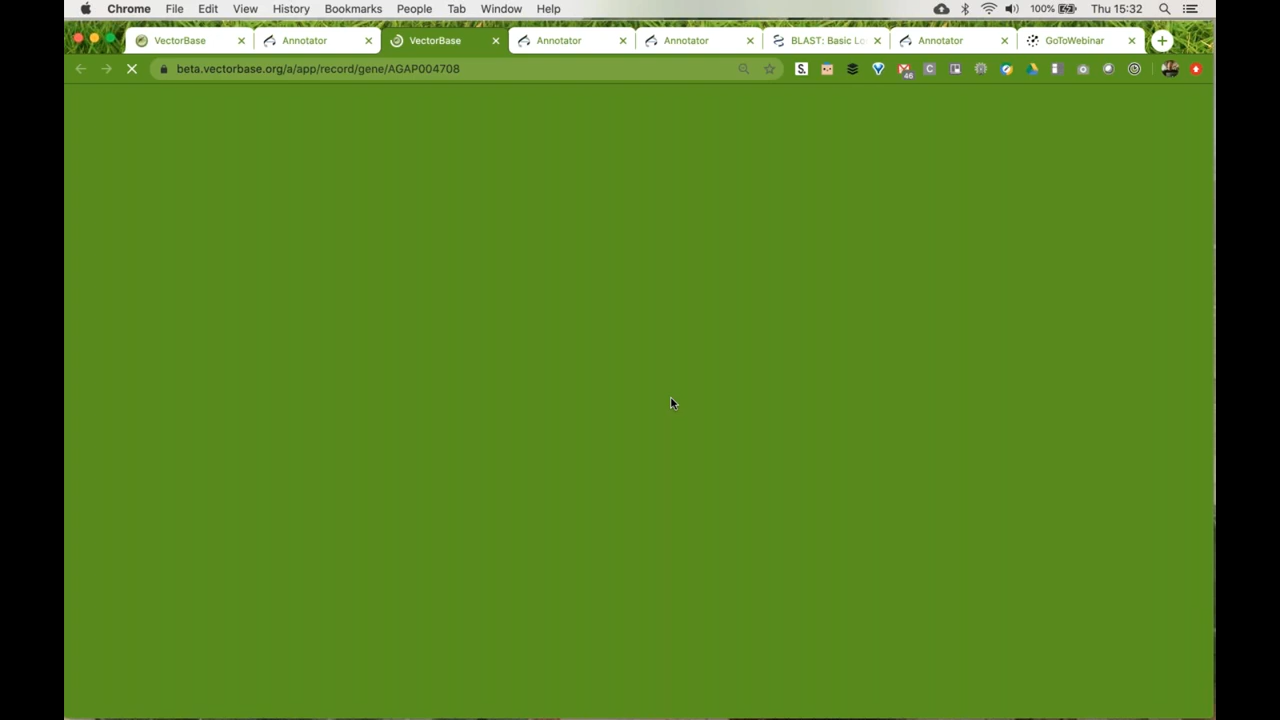 Chrome File Edit View History Bookmarks People Tab Window Help 100% Thu 15:32
VectorBase Annotator VectorBase Annotator Annotator BLAST: Basic Lo Annotator GoToWebinar
beta.vectorbase.org/a/app/record/gene/AGAP004708 S. 46 C